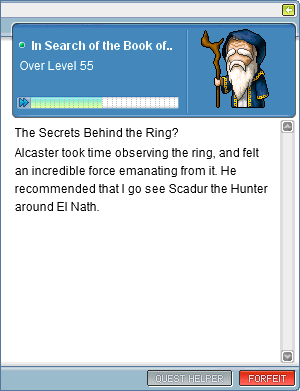 In Search of the Book of..
Over Level 55
The Secrets Behind the Ring?
Alcaster took time observing the ring, and felt
an incredible force emanating from it. He
recommended that I go see Scadur the Hunter
around El Nath.
QUEST HELPER FORFEIT